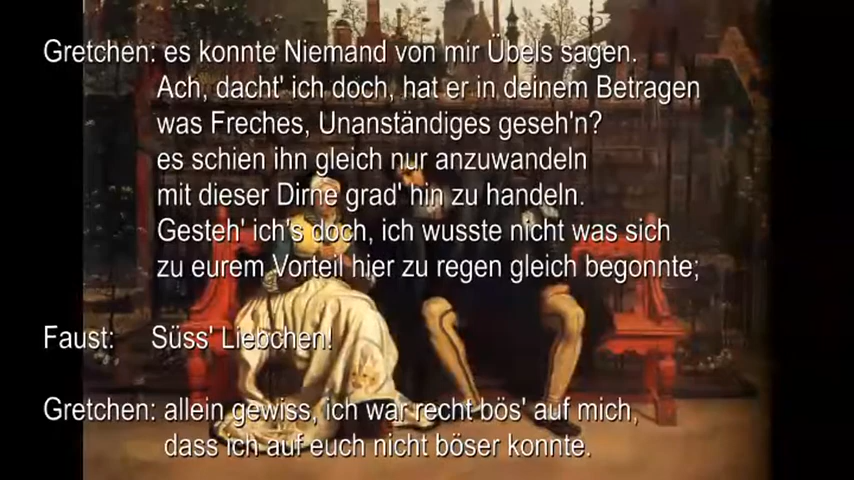 Gretchen: es konnte Niemand von mir Übels sagen.
Ach, dacht' ich doch, hat er in deinem Betragen
was Freches, Unanständiges geseh'n?
es schien ihn gleich nur anzuwandeln
mit dieser Dirne grad' hin zu handeln.
Gesteh' ich's doch, ich wusste nicht was sich
zu eurem Vorteil hier zu regen gleich begonnte;
Faust: Süss' Liebchen!
Gretchen: allein gewiss, ich war recht bös' auf mich,
dass ich auf euch nicht böser konnte.